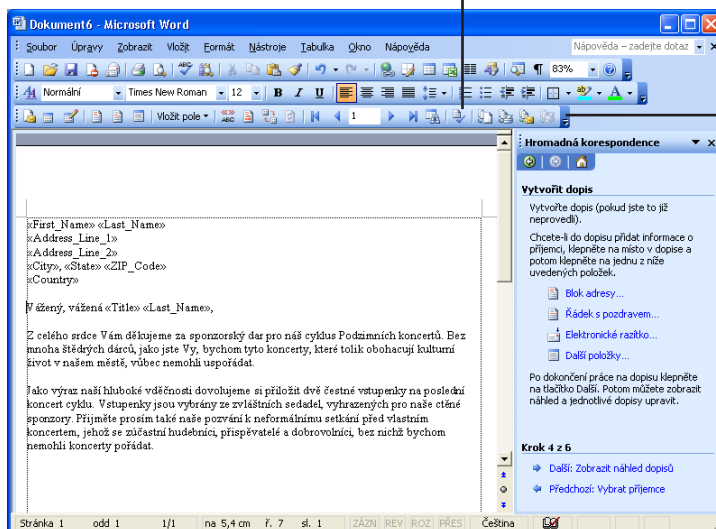 Dokument6 - Microsoft Word
Soubor Úpravy Zobrazit Vložit Formát Nástroje Tabulka Okno Nápověda Nápověda – zadejte dotaz
83%
Normální Times New Roman 12 B I U A
Vložit pole ABC 1
Hromadná korespondence
Vytvořit dopis
Vytvořte dopis (pokud jste to již
neprovedli).
Chcete-li do dopisu přidat informace o
příjemci, klepněte na místo v dopise a
potom klepněte na jednu z níže
uvedených položek.
Blok adresy...
Řádek s pozdravem...
Elektronické razítko...
Další položky...
Po dokončení práce na dopisu klepněte
na tlačítko Další. Potom můžete zobrazit
náhled a jednotlivé dopisy upravit.
Krok 4 z 6
Další: Zobrazit náhled dopisů
Předchozí: Vybrat příjemce
«First_Name» «Last_Name»
«Address_Line_1»
«Address_Line_2»
«City», «State» «ZIP_Code»
«Country»
Vážený, vážená «Title» «Last_Name»,
Z celého srdce Vám děkujeme za sponzorský dar pro náš cyklus Podzimních koncertů. Bez
mnoha štědrých dárců, jako jste Vy, bychom tyto koncerty, které tolik obohacují kulturní
život v našem městě, vůbec nemohli uspořádat.
Jako výraz naší hluboké vděčnosti dovolujeme si přiložit dvě čestné vstupenky na poslední
koncert cyklu. Vstupenky jsou vybrány ze zvláštních sedadel, vyhrazených pro naše ctěné
sponzory. Přijměte prosím také naše pozvání k neformálnímu setkání před vlastním
koncertem, jehož se zúčastní hudebníci, přispěvatelé a dobrovolníci, bez nichž bychom
nemohli koncerty pořádat.
Stránka 1 odd 1 1/1 na 5,4 cm ř. 7 sl. 1 ZÁZN REV ROZ PŘES Čeština